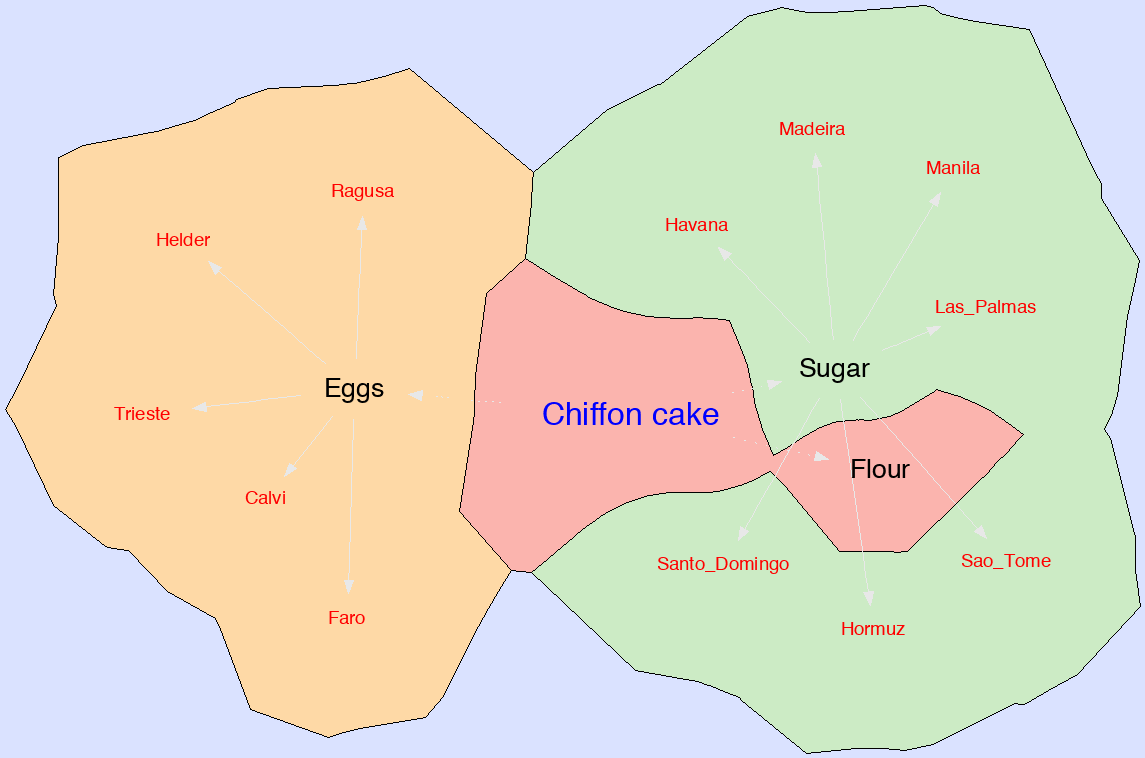 Madeira
Manila
Ragusa
Havana
Helder
Las_Palmas
Sugar
Eggs
Trieste
Chiffon cake
Flour
Calvi
Santo_Domingo
Sao_Tome
Faro
Hormuz